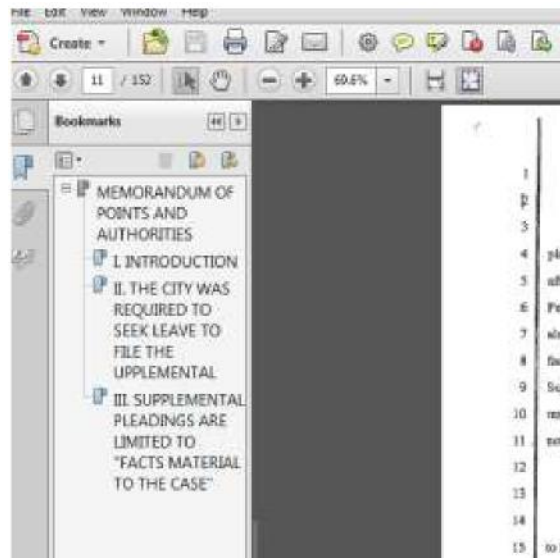 File Edit View Window Help
Create
11 / 152
69.6%
Bookmarks
MEMORANDUM OF
POINTS AND
AUTHORITIES
I. INTRODUCTION
II. THE CITY WAS
REQUIRED TO
SEEK LEAVE TO
FILE THE
UPPLEMENTAL
III. SUPPLEMENTAL
PLEADINGS ARE
LIMITED TO
"FACTS MATERIAL
TO THE CASE"
1
2
3
4
5
6
7
8
9
10
11
12
13
14
15 to